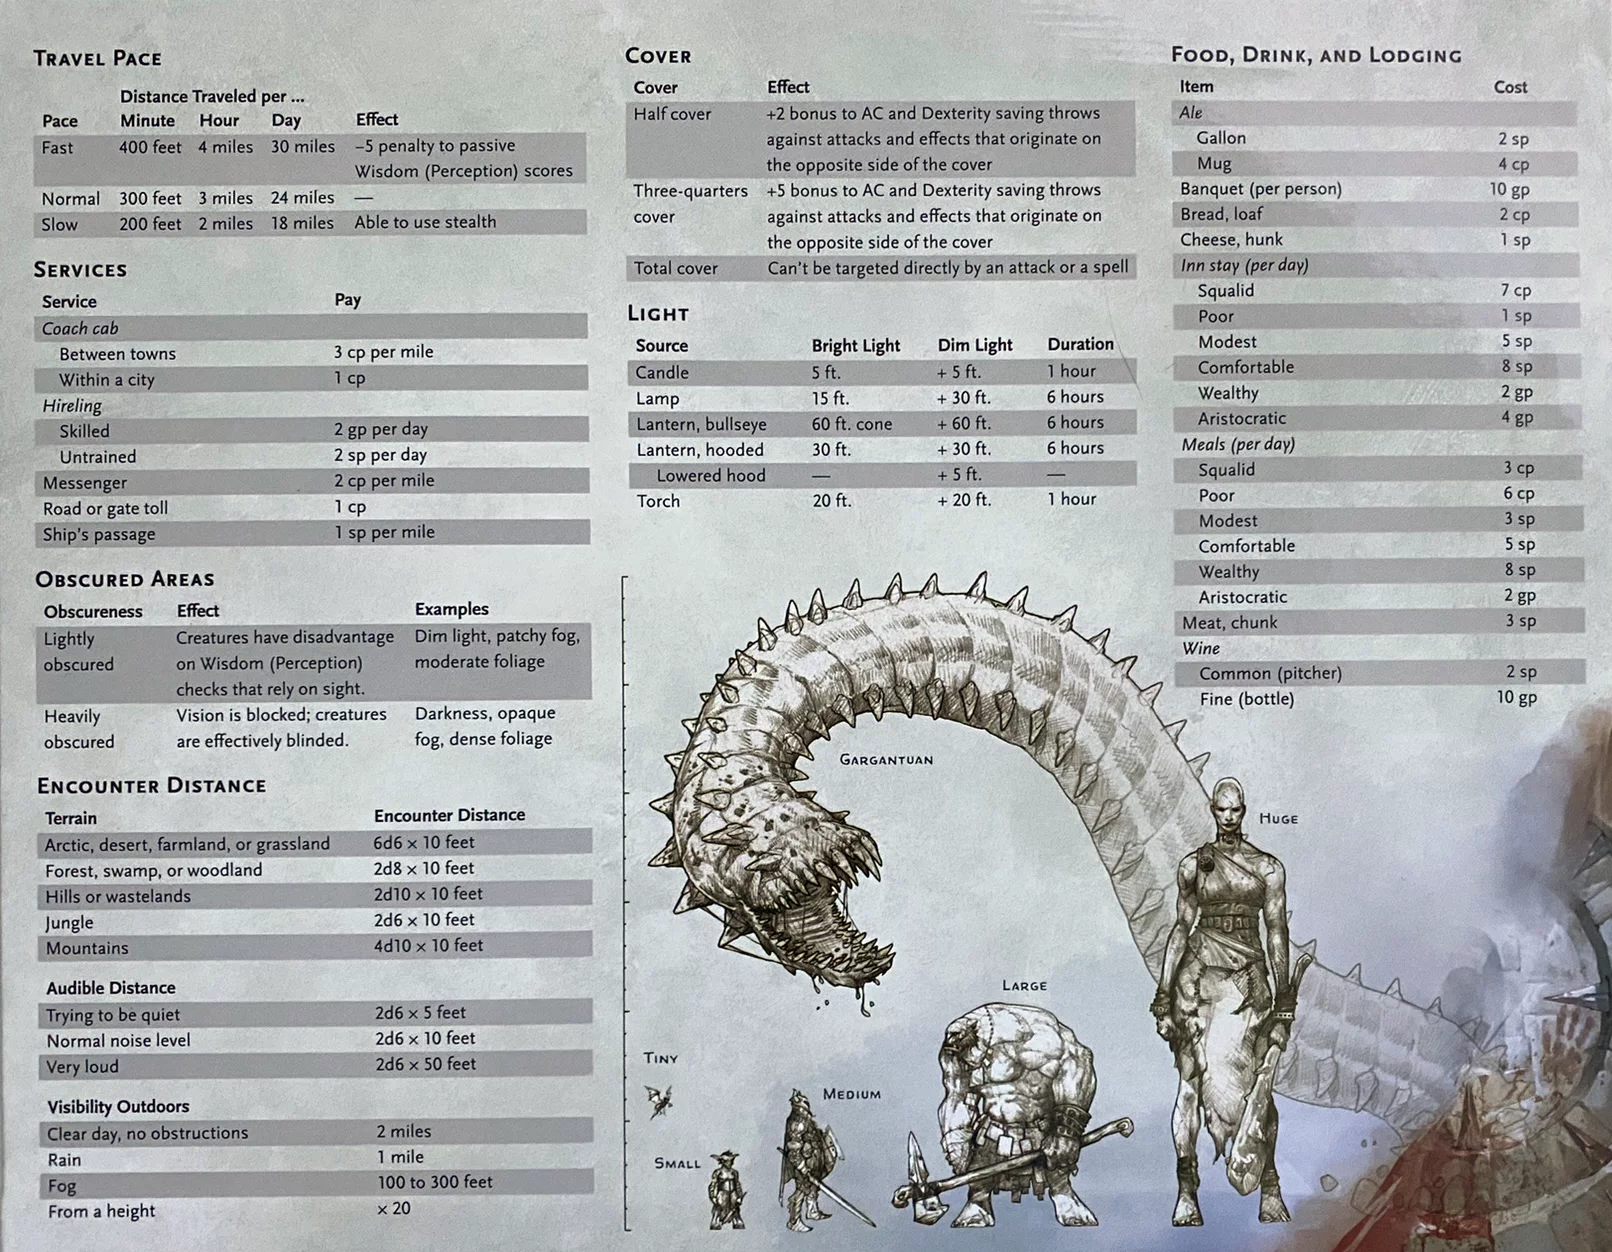 TRAVEL PACE
Distance Traveled per ...
Pace Minute Hour Day Effect
Fast 400 feet 4 miles 30 miles –5 penalty to passive
Wisdom (Perception) scores
Normal 300 feet 3 miles 24 miles —
Slow 200 feet 2 miles 18 miles Able to use stealth
SERVICES
Service Pay
Coach cab
Between towns 3 cp per mile
Within a city 1 cp
Hireling
Skilled 2 gp per day
Untrained 2 sp per day
Messenger 2 cp per mile
Road or gate toll 1 cp
Ship's passage 1 sp per mile
OBSCURED AREAS
Obscureness Effect Examples
Lightly Creatures have disadvantage Dim light, patchy fog,
obscured on Wisdom (Perception) moderate foliage
checks that rely on sight.
Heavily Vision is blocked; creatures Darkness, opaque
obscured are effectively blinded. fog, dense foliage
ENCOUNTER DISTANCE
Terrain Encounter Distance
Arctic, desert, farmland, or grassland 6d6 × 10 feet
Forest, swamp, or woodland 2d8 × 10 feet
Hills or wastelands 2d10 × 10 feet
Jungle 2d6 × 10 feet
Mountains 4d10 × 10 feet
Audible Distance
Trying to be quiet 2d6 × 5 feet
Normal noise level 2d6 × 10 feet
Very loud 2d6 × 50 feet
Visibility Outdoors
Clear day, no obstructions 2 miles
Rain 1 mile
Fog 100 to 300 feet
From a height × 20
COVER
Cover Effect
Half cover +2 bonus to AC and Dexterity saving throws
against attacks and effects that originate on
the opposite side of the cover
Three-quarters +5 bonus to AC and Dexterity saving throws
cover against attacks and effects that originate on
the opposite side of the cover
Total cover Can't be targeted directly by an attack or a spell
LIGHT
Source Bright Light Dim Light Duration
Candle 5 ft. + 5 ft. 1 hour
Lamp 15 ft. + 30 ft. 6 hours
Lantern, bullseye 60 ft. cone + 60 ft. 6 hours
Lantern, hooded 30 ft. + 30 ft. 6 hours
Lowered hood — + 5 ft. —
Torch 20 ft. + 20 ft. 1 hour
GARGANTUAN
HUGE
LARGE
TINY
MEDIUM
SMALL
FOOD, DRINK, AND LODGING
Item Cost
Ale
Gallon 2 sp
Mug 4 cp
Banquet (per person) 10 gp
Bread, loaf 2 cp
Cheese, hunk 1 sp
Inn stay (per day)
Squalid 7 cp
Poor 1 sp
Modest 5 sp
Comfortable 8 sp
Wealthy 2 gp
Aristocratic 4 gp
Meals (per day)
Squalid 3 cp
Poor 6 cp
Modest 3 sp
Comfortable 5 sp
Wealthy 8 sp
Aristocratic 2 gp
Meat, chunk 3 sp
Wine
Common (pitcher) 2 sp
Fine (bottle) 10 gp